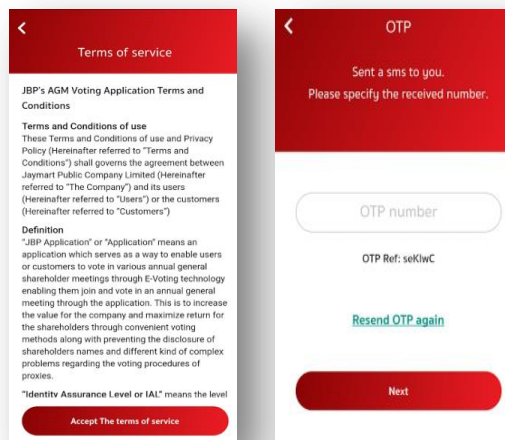 Terms of service
JBP's AGM Voting Application Terms and
Conditions
Terms and Conditions of use
These Terms and Conditions of use and Privacy
Policy (Hereinafter referred to "Terms and
Conditions") shall governs the agreement between
Jaymart Public Company Limited (Hereinafter
referred to "The Company") and its users
(Hereinafter referred to "Users") or the customers
(Hereinafter referred to "Customers")
Definition
"JBP Application" or "Application" means an
application which serves as a way to enable users
or customers to vote in various annual general
shareholder meetings through E-Voting technology
enabling them join and vote in an annual general
meeting through the application. This is to increase
the value for the company and maximize return for
the shareholders through convenient voting
methods along with preventing the disclosure of
shareholders names and different kind of complex
problems regarding the voting procedures of
proxies.
"Identity Assurance Level or IAL" means the level
Accept The terms of service
OTP
Sent a sms to you.
Please specify the received number.
OTP number
OTP Ref: seKlwC
Resend OTP again
Next